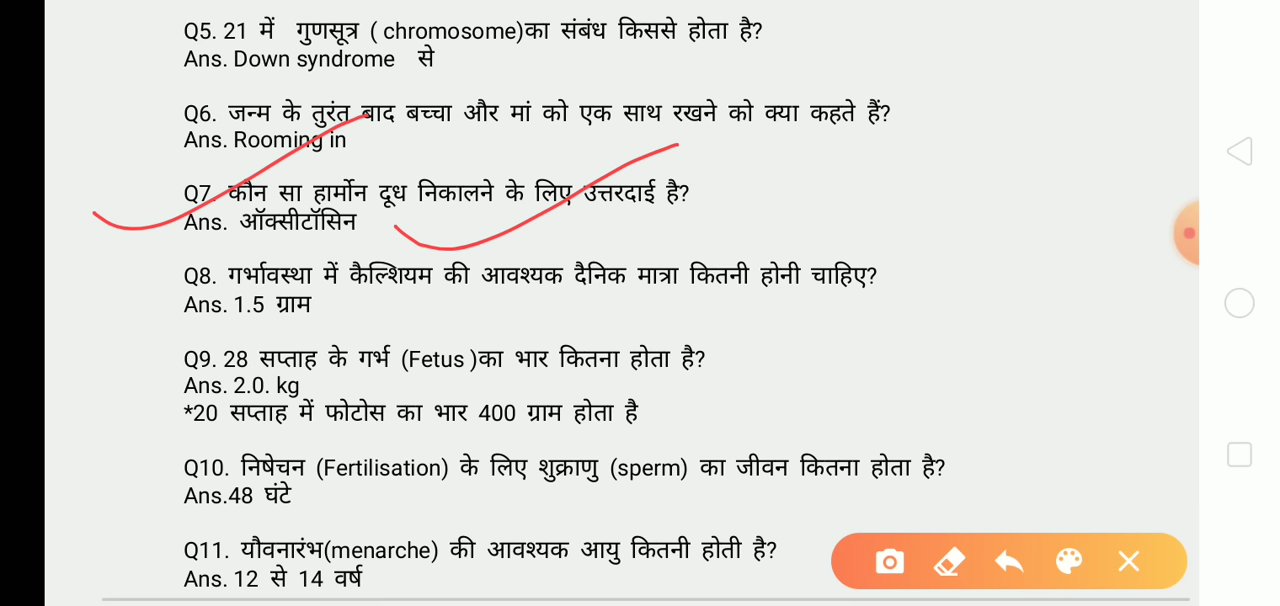 Q5. 21 में गुणसूत्र ( chromosome)का संबंध किससे होता है?
Ans. Down syndrome से
Q6. जन्म के तुरंत बाद बच्चा और मां को एक साथ रखने को क्या कहते हैं?
Ans. Rooming in
Q7. कौन सा हार्मोन दूध निकालने के लिए उत्तरदाई है?
Ans. ऑक्सीटॉसिन
Q8. गर्भावस्था में कैल्शियम की आवश्यक दैनिक मात्रा कितनी होनी चाहिए?
Ans. 1.5 ग्राम
Q9. 28 सप्ताह के गर्भ (Fetus )का भार कितना होता है?
Ans. 2.0. kg
*20 सप्ताह में फोटोस का भार 400 ग्राम होता है
Q10. निषेचन (Fertilisation) के लिए शुक्राणु (sperm) का जीवन कितना होता है?
Ans.48 घंटे
Q11. यौवनारंभ(menarche) की आवश्यक आयु कितनी होती है?
Ans. 12 से 14 वर्ष